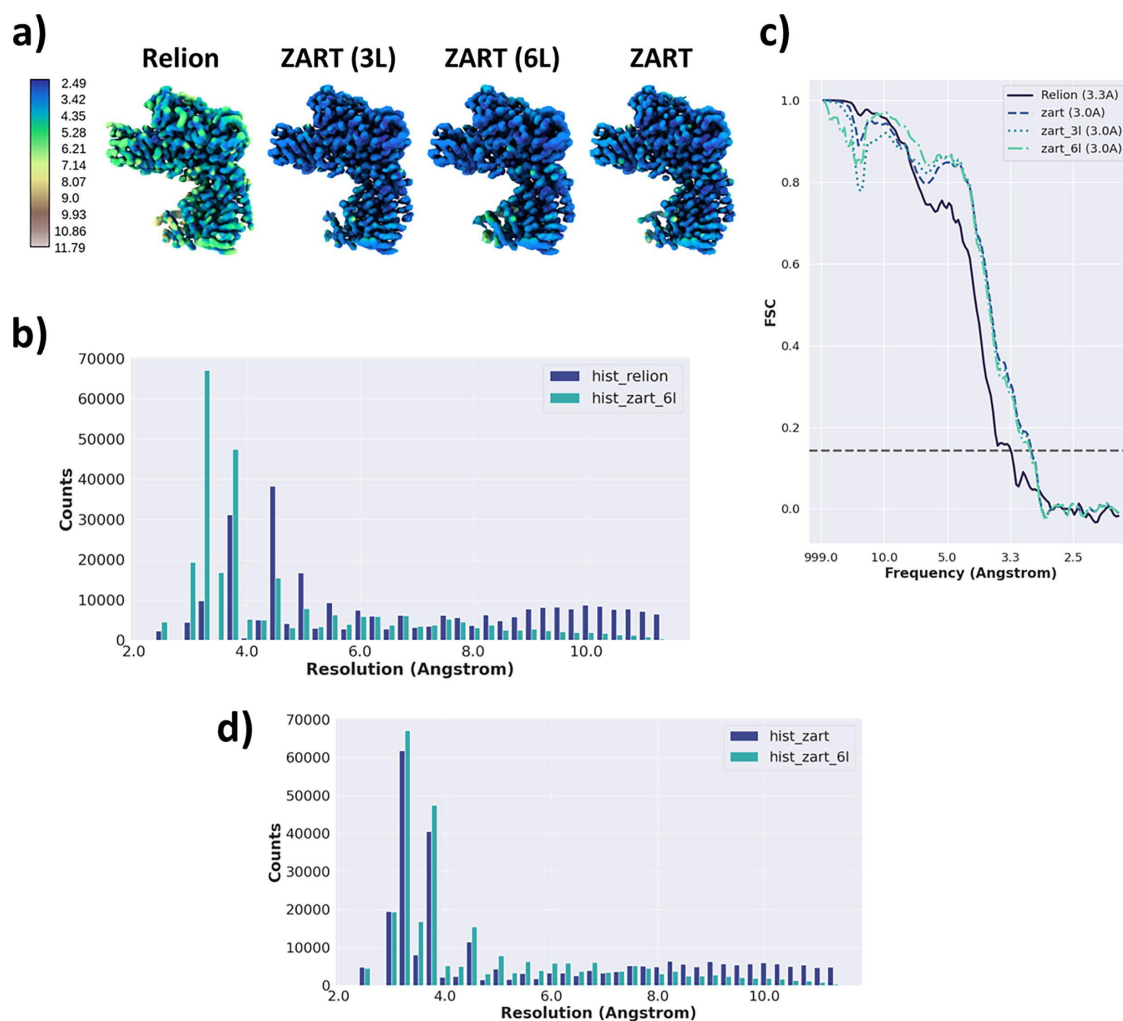 a)
Relion
ZART (3L)
ZART (6L)
ZART
2.49
3.42
4.35
5.28
6.21
7.14
8.07
9.0
9.93
10.86
11.79
c)
1.0
0.8
0.6
0.4
0.2
0.0
FSC
Relion (3.3A)
zart (3.0A)
zart_3l (3.0A)
zart_6l (3.0A)
999.0
10.0
5.0
3.3
2.5
Frequency (Angstrom)
b)
70000
60000
50000
40000
30000
20000
10000
0
Counts
hist_relion
hist_zart_6l
2.0
4.0
6.0
8.0
10.0
Resolution (Angstrom)
d)
70000
60000
50000
40000
30000
20000
10000
0
Counts
hist_zart
hist_zart_6l
2.0
4.0
6.0
8.0
10.0
Resolution (Angstrom)